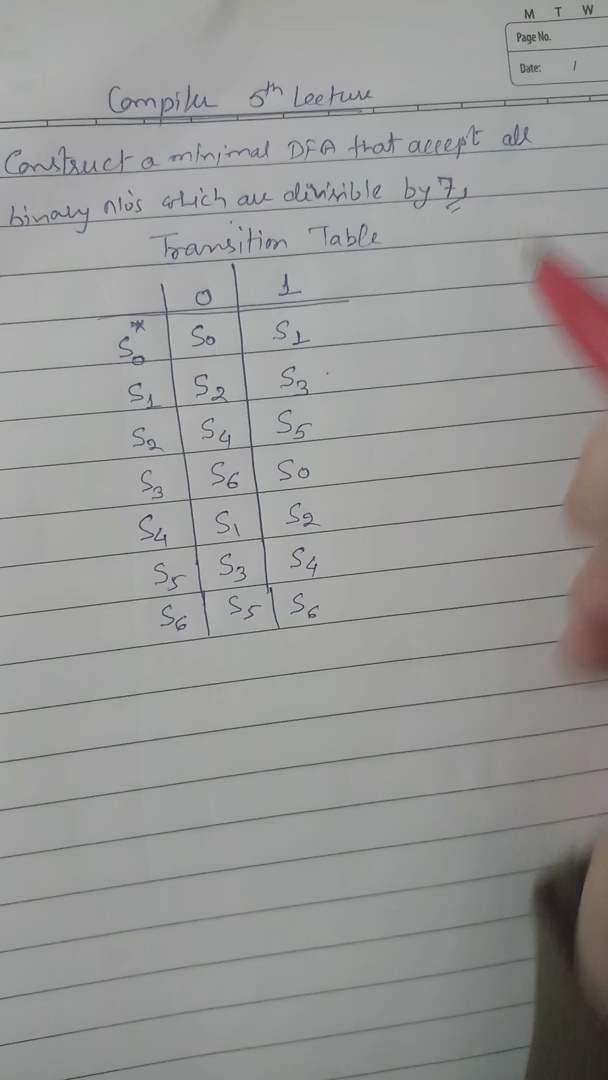 M T W
Page No.
Date: /
Compiler 5th Lecture
Construct a minimal DFA that accept all
binary nos which are divisible by 7,
Transition Table
0 1
S0* S0 S1
S1 S2 S3
S2 S4 S5
S3 S6 S0
S4 S1 S2
S5 S3 S4
S6 S5 S6